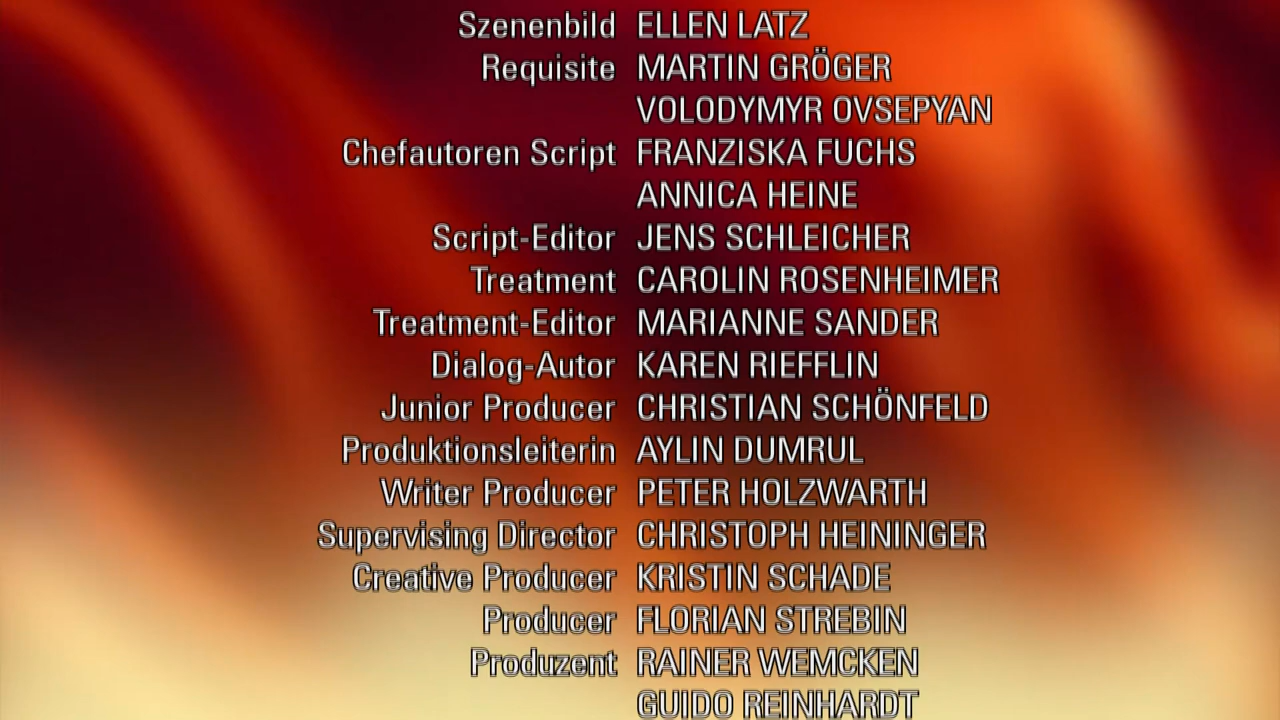 Szenenbild ELLEN LATZ
Requisite MARTIN GRÖGER
VOLODYMYR OVSEPYAN
Chefautoren Script FRANZISKA FUCHS
ANNICA HEINE
Script-Editor JENS SCHLEICHER
Treatment CAROLIN ROSENHEIMER
Treatment-Editor MARIANNE SANDER
Dialog-Autor KAREN RIEFFLIN
Junior Producer CHRISTIAN SCHÖNFELD
Produktionsleiterin AYLIN DUMRUL
Writer Producer PETER HOLZWARTH
Supervising Director CHRISTOPH HEININGER
Creative Producer KRISTIN SCHADE
Producer FLORIAN STREBIN
Produzent RAINER WEMCKEN
GUIDO REINHARDT